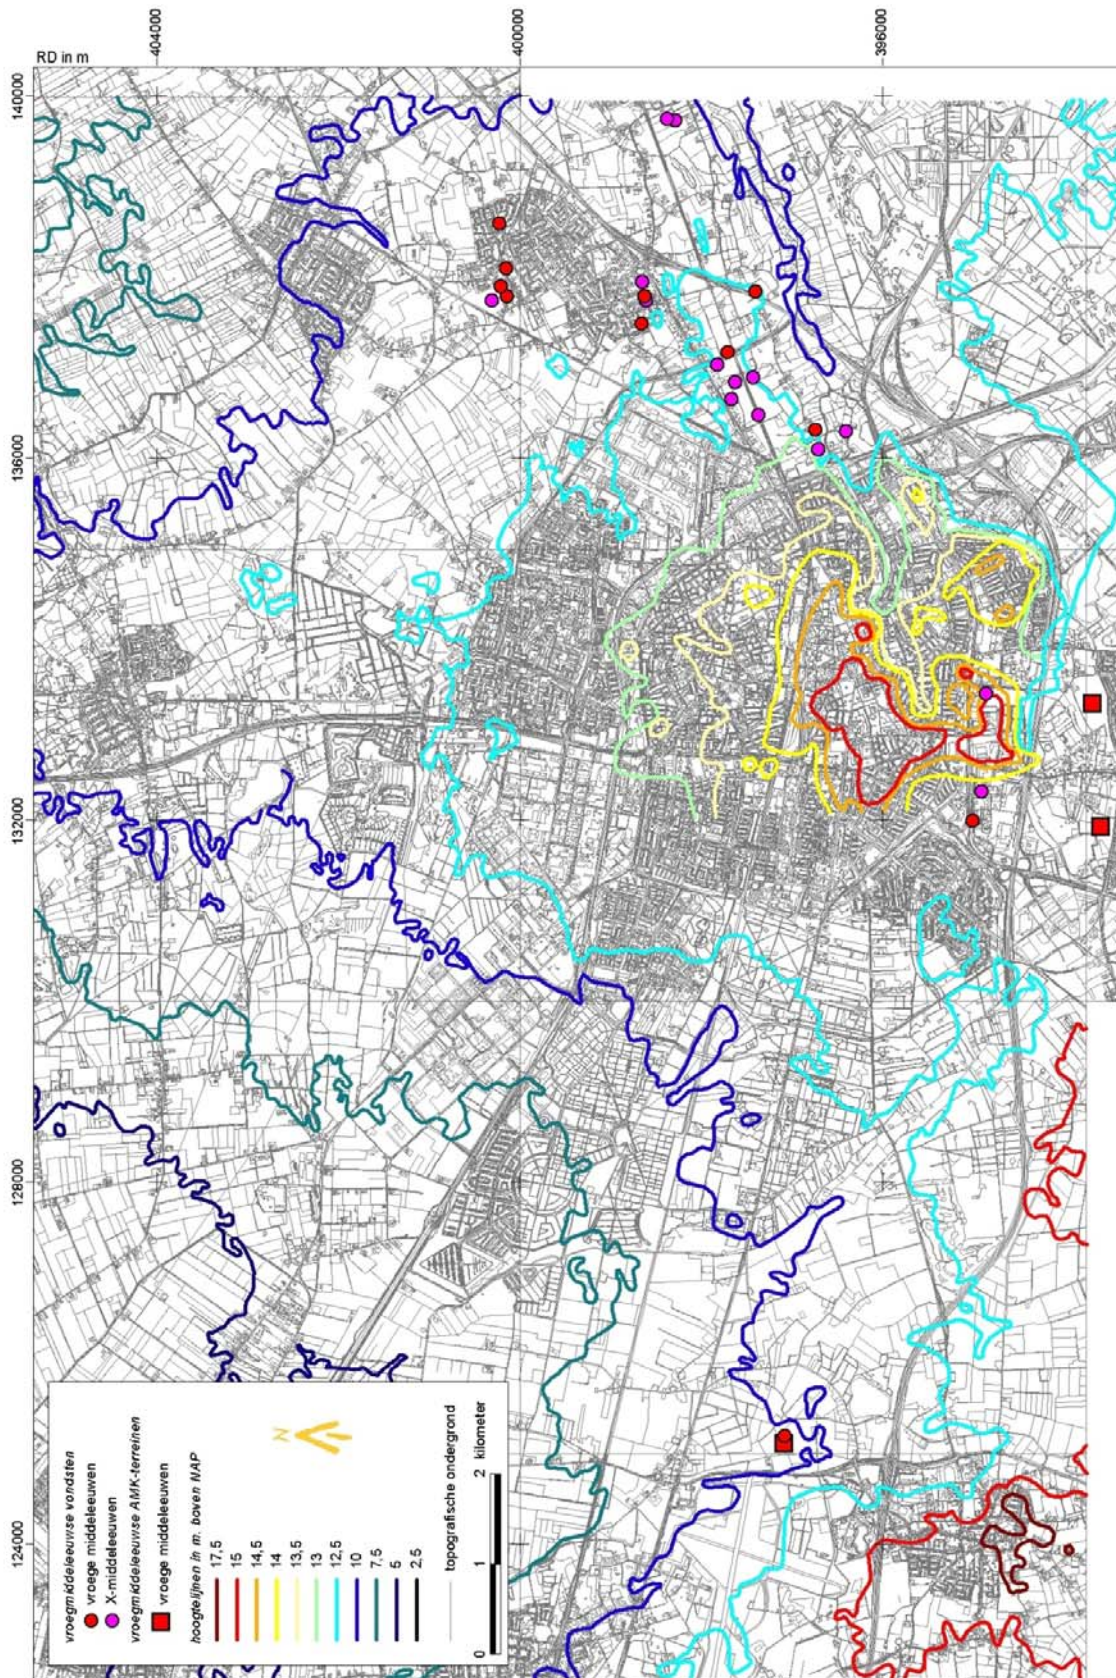 RD in m
404000
400000
396000
140000
136000
132000
128000
124000
vroegmiddeleeuwse vondsten
vroege middeleeuwen
X-middeleeuwen
vroegmiddeleeuwse AMK-terreinen
vroege middeleeuwen
hoogtelijnen in m. boven NAP
17,5
15
14,5
14
13,5
13
12,5
10
7,5
5
2,5
topografische ondergrond
0 1 2
kilometer
N